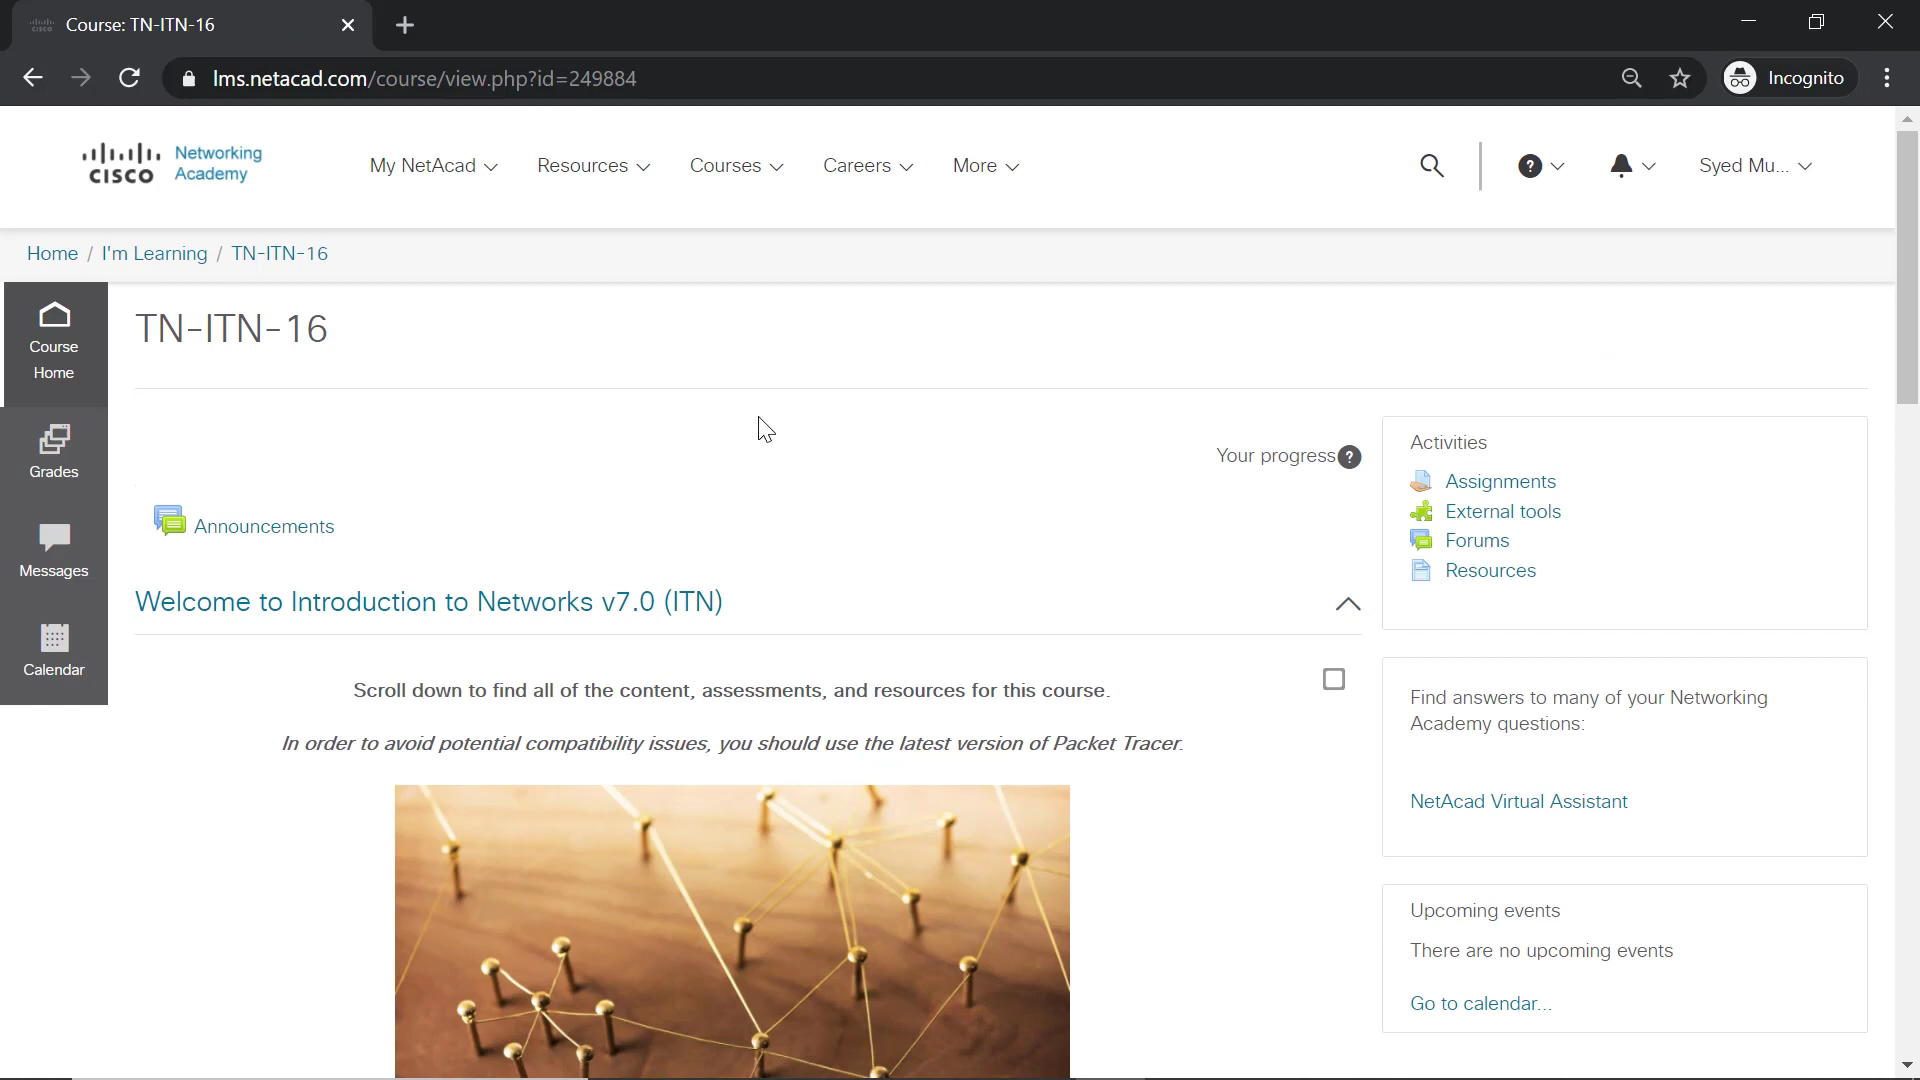 Course: TN-ITN-16
lms.netacad.com/course/view.php?id=249884
Incognito
CISCO
Networking
Academy
My NetAcad
Resources
Courses
Careers
More
Syed Mu...
Home / I'm Learning / TN-ITN-16
Course
Home
Grades
Messages
Calendar
TN-ITN-16
Your progress
Announcements
Welcome to Introduction to Networks v7.0 (ITN)
Scroll down to find all of the content, assessments, and resources for this course.
In order to avoid potential compatibility issues, you should use the latest version of Packet Tracer.
Activities
Assignments
External tools
Forums
Resources
Find answers to many of your Networking
Academy questions:
NetAcad Virtual Assistant
Upcoming events
There are no upcoming events
Go to calendar...